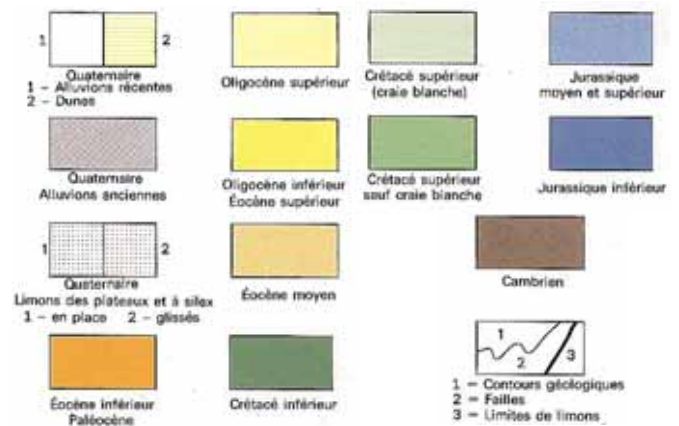 1
2
Quaternaire
1 - Alluvions récentes
2 - Dunes
Oligocène supérieur
Crétacé supérieur
(craie blanche)
Jurassique
moyen et supérieur
Quaternaire
Alluvions anciennes
Oligocène inférieur
Éocène supérieur
Crétacé supérieur
sauf craie blanche
Jurassique inférieur
1
2
Quaternaire
Limons des plateaux et à silex
1 - en place 2 - glissés
Éocène moyen
Cambrien
Éocène inférieur
Paléocène
Crétacé inférieur
1
2
3
1 = Contours géologiques
2 = Failles
3 = Limites de limons